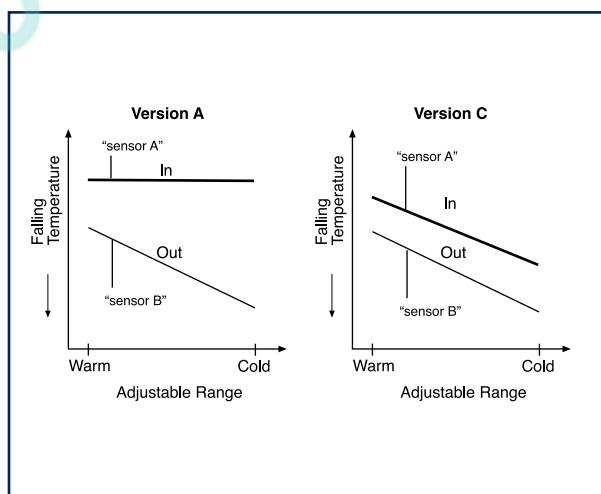 Version A
"sensor A"
In
Out
"sensor B"
Falling
Temperature
Warm
Cold
Adjustable Range
Version C
"sensor A"
In
Out
"sensor B"
Falling
Temperature
Warm
Cold
Adjustable Range